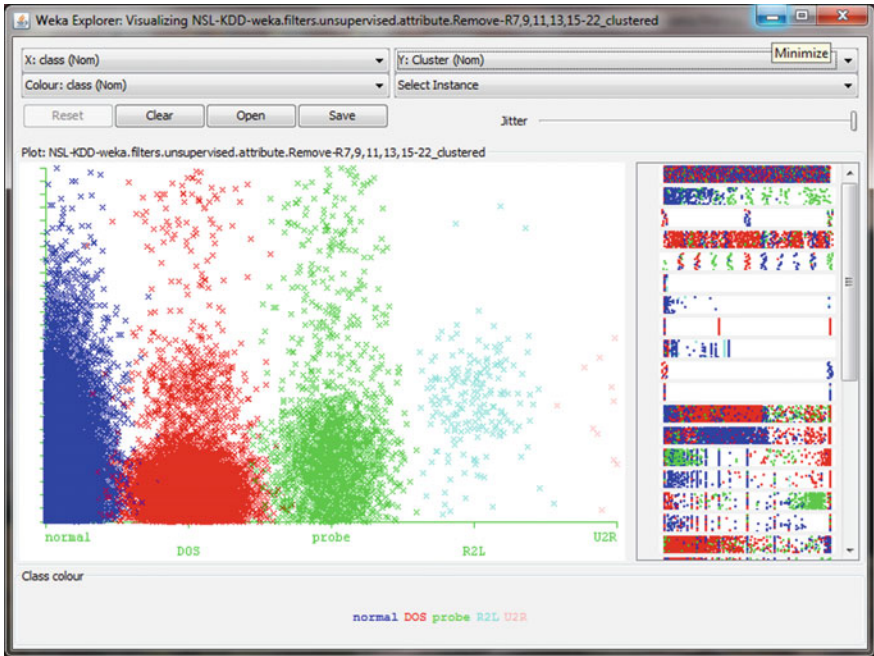 Weka Explorer: Visualizing NSL-KDD-weka.filters.unsupervised.attribute.Remove-R7,9,11,13,15-22_clustered
X: class (Nom)
Y: Cluster (Nom)
Minimize
Colour: class (Nom)
Select Instance
Reset
Clear
Open
Save
Jitter
Plot: NSL-KDD-weka.filters.unsupervised.attribute.Remove-R7,9,11,13,15-22_clustered
normal
DOS
probe
R2L
U2R
Class colour
normal DOS probe R2L U2R